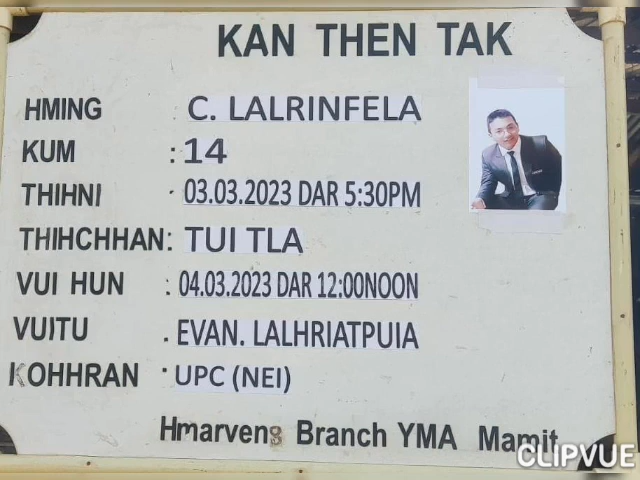 KAN THEN TAK
HMING C. LALRINFELA
KUM : 14
THIHNI : 03.03.2023 DAR 5:30PM
THIHCHHAN: TUI TLA
VUI HUN : 04.03.2023 DAR 12:00NOON
VUITU . EVAN. LALHRIATPUIA
KOHHRAN : UPC (NEI)
Hmarveng Branch YMA Mamit
CLIPVUE